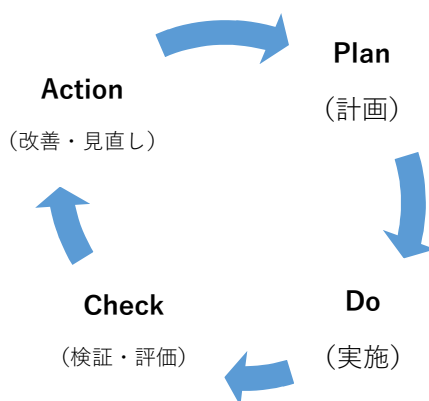 Plan
（計画）
Do
（実施）
Check
（検証・評価）
Action
（改善・見直し）